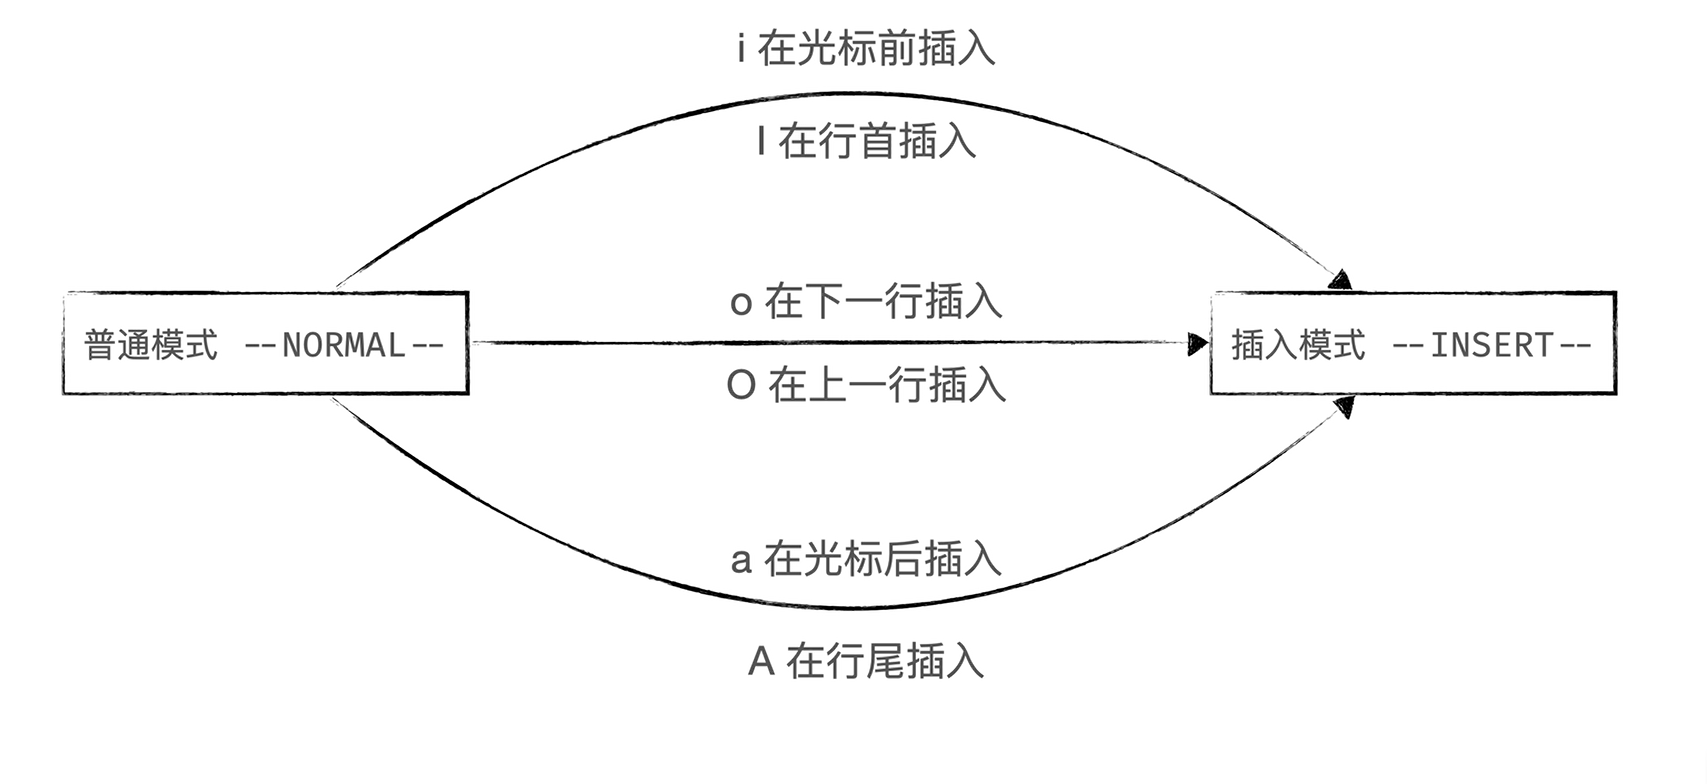 i 在光标前插入
I 在行首插入
o 在下一行插入
普通模式 --NORMAL--
插入模式 --INSERT--
O 在上一行插入
a 在光标后插入
A 在行尾插入